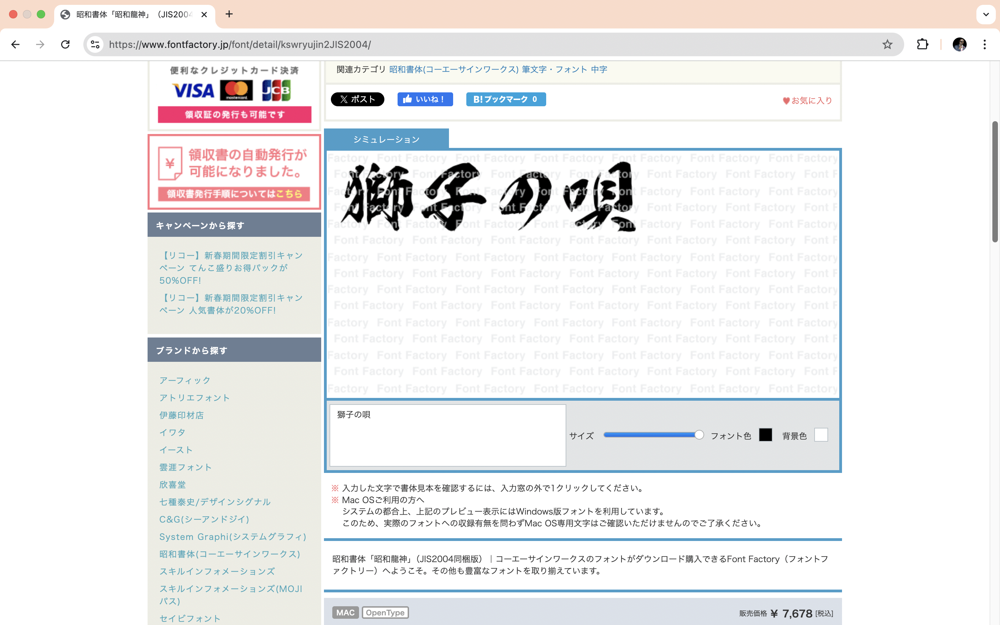 昭和書体「昭和龍神」（JIS2004
https://www.fontfactory.jp/font/detail/kswryujin2JIS2004/
便利なクレジットカード決済
VISA mastercard JCB
領収証の発行も可能です
¥ 領収書の自動発行が
可能になりました。
領収書発行手順についてはこちら
キャンペーンから探す
【リコー】新春期間限定割引キャン
ペーン てんこ盛りお得パックが
50%OFF!
【リコー】新春期間限定割引キャン
ペーン 人気書体が20%OFF!
ブランドから探す
アーフィック
アトリエフォント
伊藤印材店
イワタ
イースト
雲涯フォント
欣喜堂
七種泰史/デザインシグナル
C&G(シーアンドジイ)
System Graphi(システムグラフィ)
昭和書体(コーエーサインワークス)
スキルインフォメーションズ
スキルインフォメーションズ(MOJI
パス)
セイビフォント
関連カテゴリ 昭和書体(コーエーサインワークス) 筆文字・フォント 中字
X ポスト いいね！ B!ブックマーク 0 お気に入り
シミュレーション
獅子の唄
Font Factory
獅子の唄
サイズ フォント色 背景色
※ 入力した文字で書体見本を確認するには、入力窓の外で1クリックしてください。
※ Mac OSご利用の方へ
システムの都合上、上記のプレビュー表示にはWindows版フォントを利用しています。
このため、実際のフォントへの収録有無を問わずMac OS専用文字はご確認いただけませんのでご了承ください。
昭和書体「昭和龍神」（JIS2004同梱版）｜コーエーサインワークスのフォントがダウンロード購入できるFont Factory（フォントフ
ァクトリー）へようこそ。その他も豊富なフォントを取り揃えています。
MAC OpenType 販売価格 ¥ 7,678 [税込]